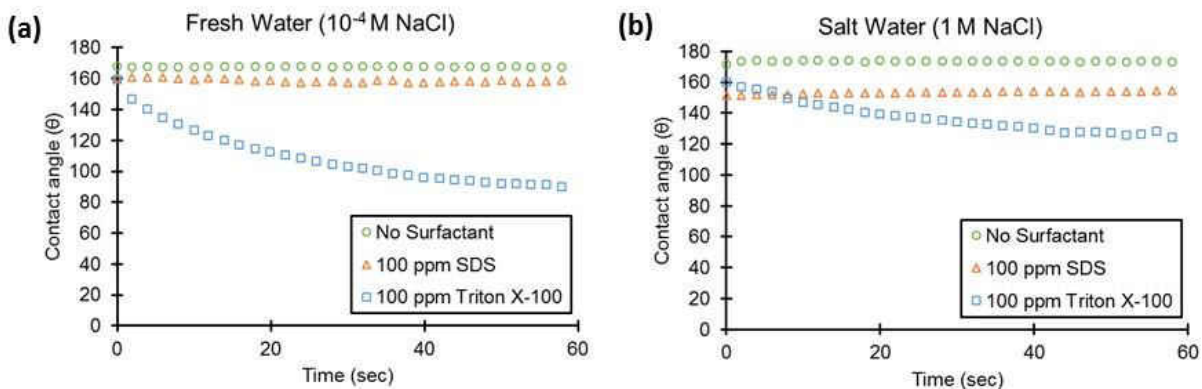 (a)
Fresh Water (10⁻⁴ M NaCl)
180
160
140
120
100
80
60
40
20
0
Contact angle (θ)
0 20 40 60
Time (sec)
No Surfactant
100 ppm SDS
100 ppm Triton X-100
(b)
Salt Water (1 M NaCl)
180
160
140
120
100
80
60
40
20
0
Contact angle (θ)
0 20 40 60
Time (sec)
No Surfactant
100 ppm SDS
100 ppm Triton X-100